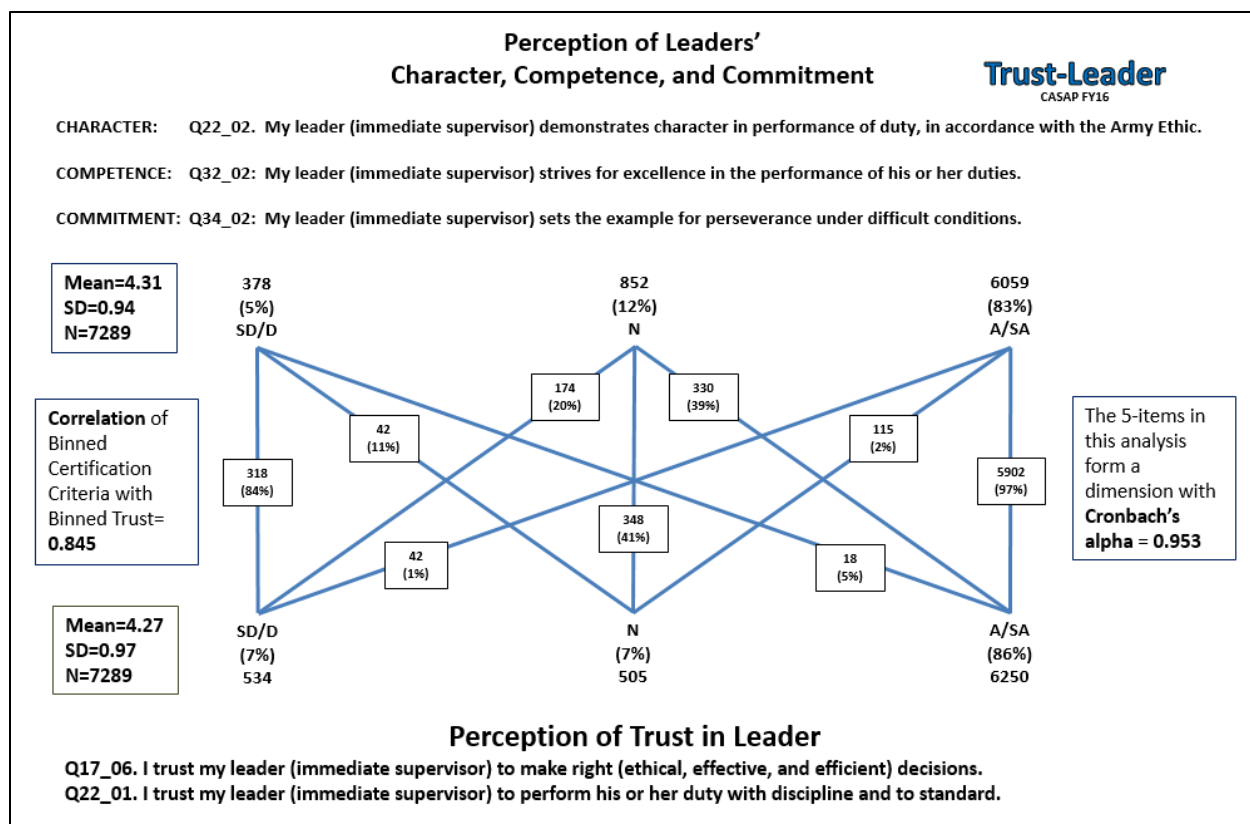 Perception of Leaders'
Character, Competence, and Commitment
Trust-Leader
CASAP FY16
CHARACTER: Q22_02. My leader (immediate supervisor) demonstrates character in performance of duty, in accordance with the Army Ethic.
COMPETENCE: Q32_02: My leader (immediate supervisor) strives for excellence in the performance of his or her duties.
COMMITMENT: Q34_02: My leader (immediate supervisor) sets the example for perseverance under difficult conditions.
Mean=4.31
SD=0.94
N=7289
378
(5%)
SD/D
852
(12%)
N
6059
(83%)
A/SA
174
(20%)
330
(39%)
42
(11%)
115
(2%)
Correlation of
Binned
Certification
Criteria with
Binned Trust=
0.845
318
(84%)
5902
(97%)
The 5-items in
this analysis
form a
dimension with
Cronbach's
alpha = 0.953
348
(41%)
42
(1%)
18
(5%)
Mean=4.27
SD=0.97
N=7289
SD/D
(7%)
534
N
(7%)
505
A/SA
(86%)
6250
Perception of Trust in Leader
Q17_06. I trust my leader (immediate supervisor) to make right (ethical, effective, and efficient) decisions.
Q22_01. I trust my leader (immediate supervisor) to perform his or her duty with discipline and to standard.